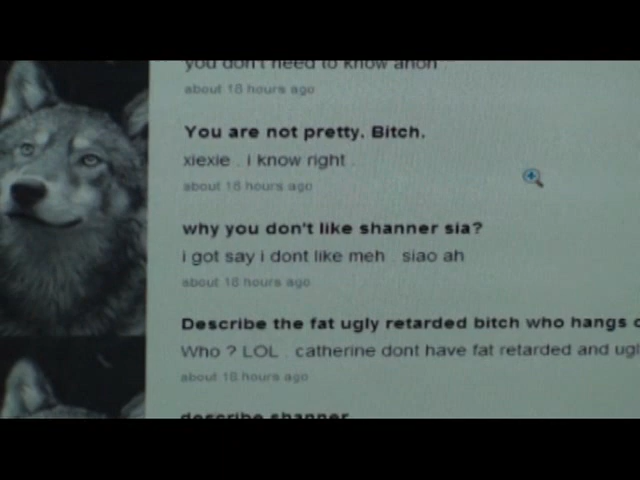 you don't need to know anon
about 18 hours ago
You are not pretty. Bitch.
xiexie . i know right .
about 18 hours ago
why you don't like shanner sia?
i got say i dont like meh . siao ah
about 18 hours ago
Describe the fat ugly retarded bitch who hangs
Who ? LOL . catherine dont have fat retarded and ugl
about 18 hours ago
describe shanner